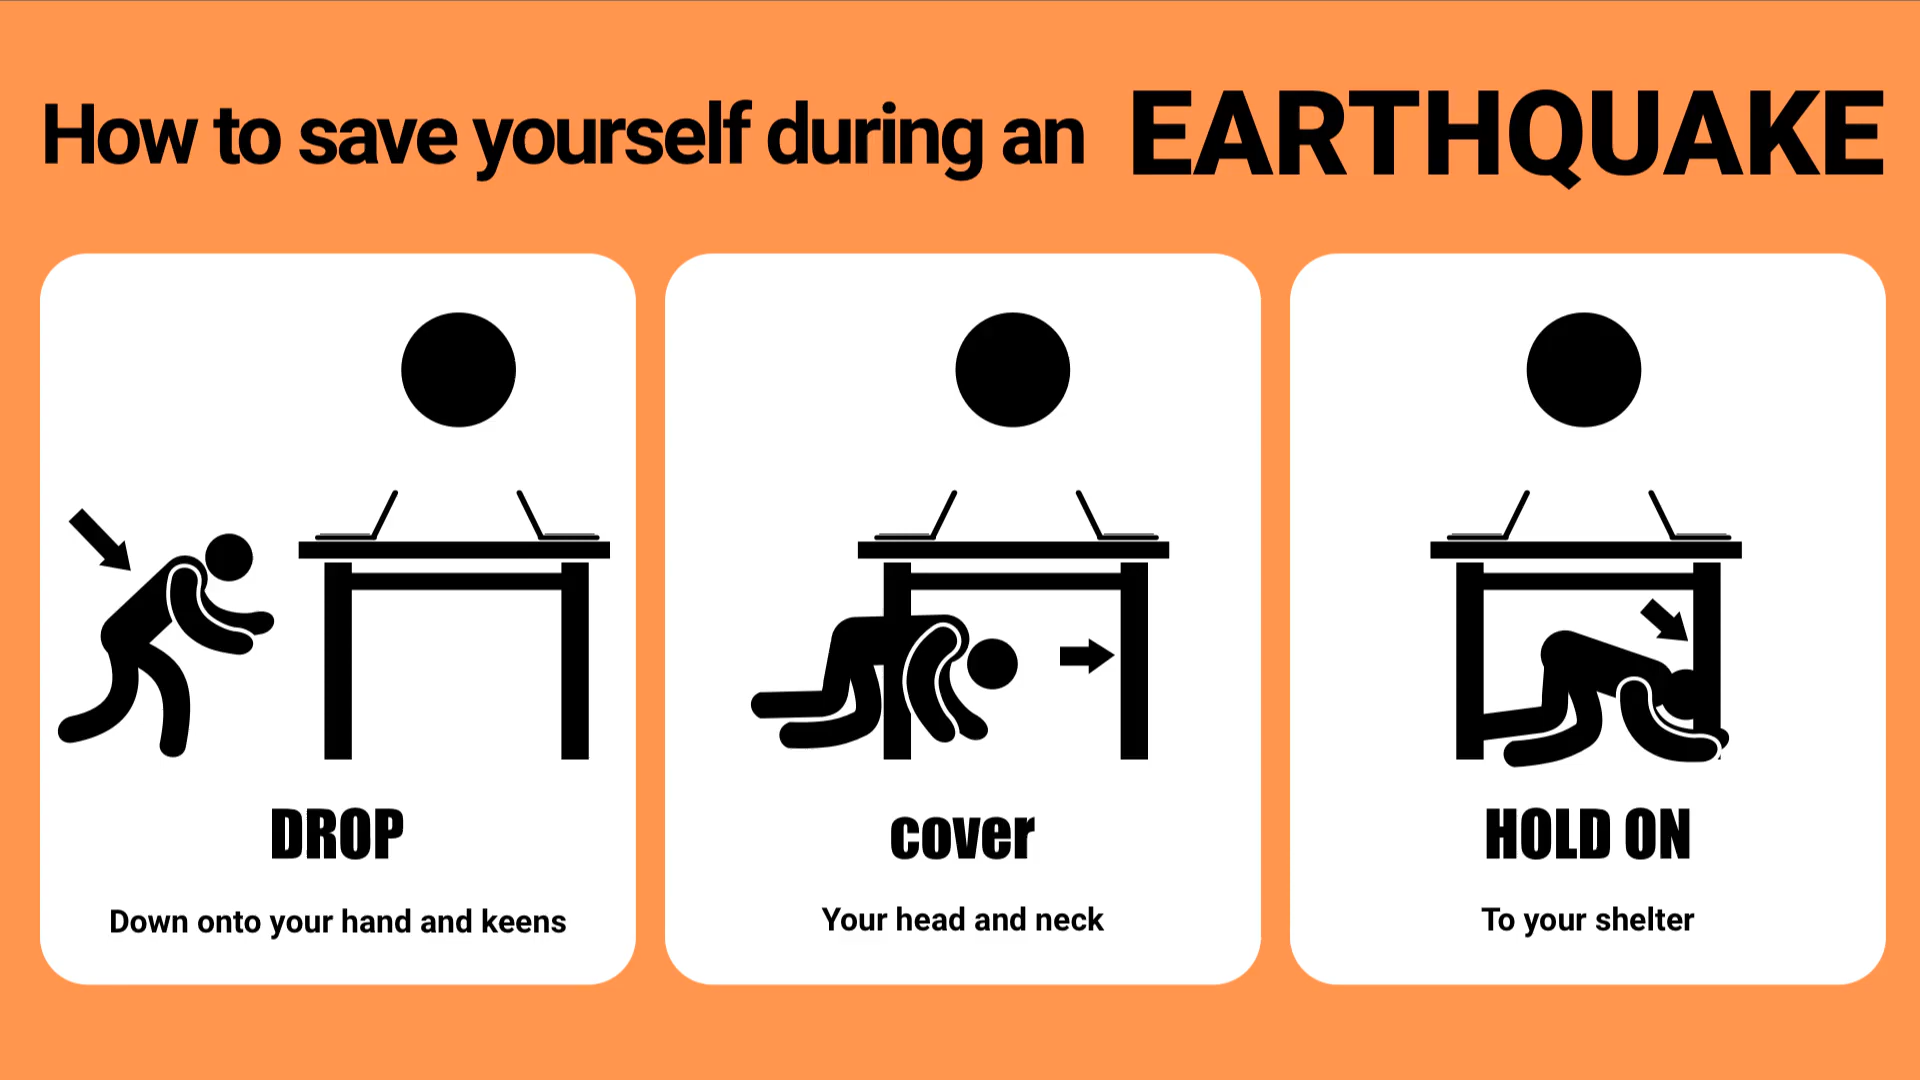 How to save yourself during an EARTHQUAKE
DROP
Down onto your hand and keens
cover
Your head and neck
HOLD ON
To your shelter